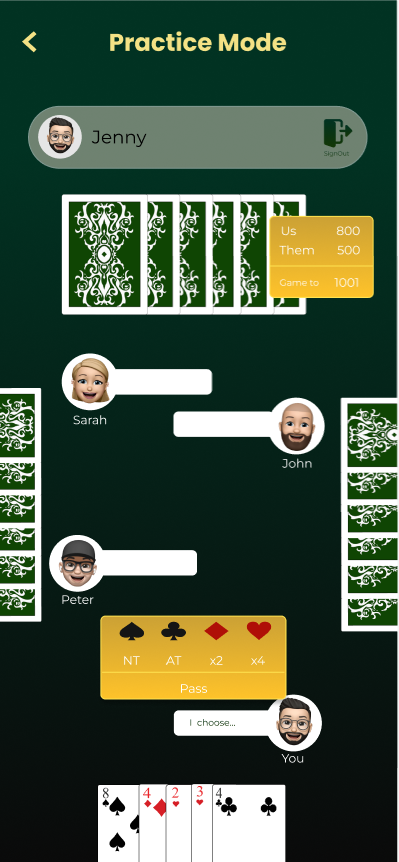 Practice Mode
Jenny
SignOut
Us 800
Them 500
Game to 1001
Sarah
John
Peter
NT AT x2 x4
Pass
I choose...
You
8 4 2 3 4